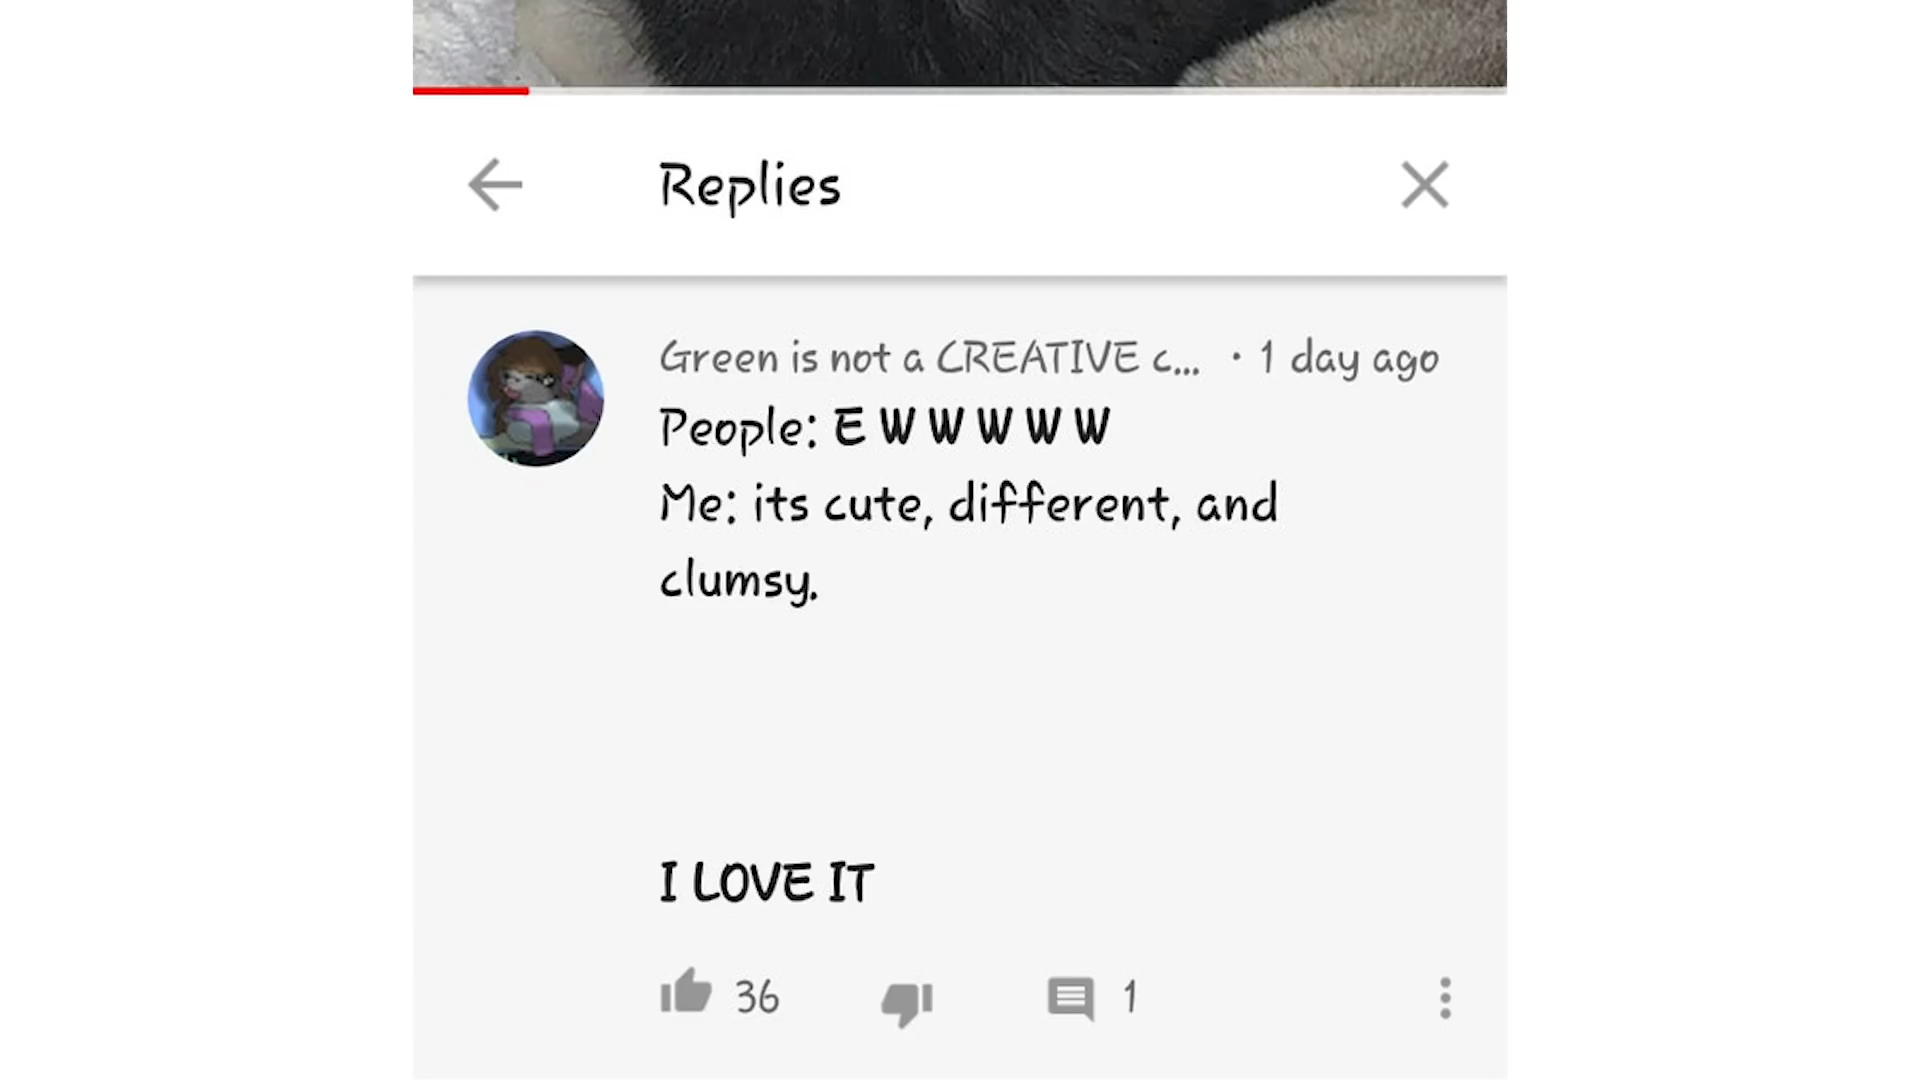 Replies
Green is not a CREATIVE c... • 1 day ago
People: E W W W W W
Me: its cute, different, and
clumsy.
I LOVE IT
36
1